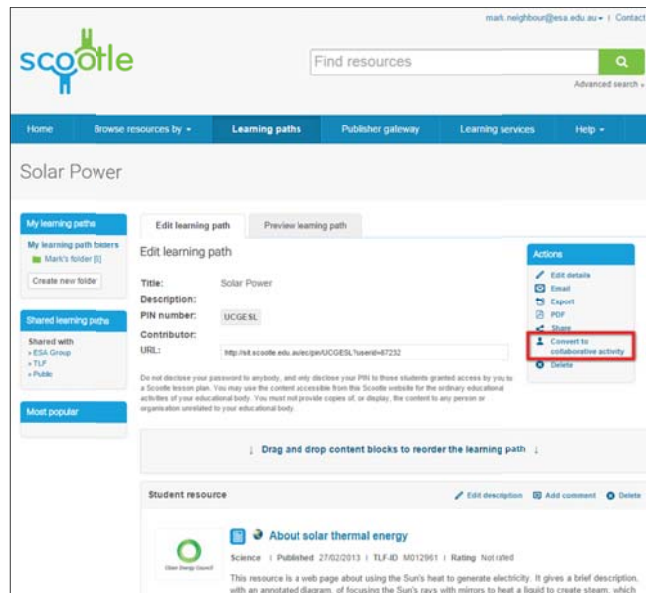 mark.neighbour@esa.edu.au | Contact
scootle
Find resources
Advanced search »
Home Browse resources by Learning paths Publisher gateway Learning services Help
Solar Power
My learning paths
My learning path folders
Mark's folder [i]
Create new folder
Shared learning paths
Shared with
» ESA Group
» TLF
» Public
Most popular
Edit learning path Preview learning path
Edit learning path
Title: Solar Power
Description:
PIN number: UCGESL
Contributor:
URL: http://sit.scootle.edu.au/ec/pin/UCGESL?userid=67232
Do not disclose your password to anybody, and only disclose your PIN to those students granted access by you to
a Scootle lesson plan. You may use the content accessible from this Scootle website for the ordinary educational
activities of your educational body. You must not provide copies of, or display, the content to any person or
organisation unrelated to your educational body.
Actions
Edit details
Email
Export
PDF
Share
Convert to
collaborative activity
Delete
↓ Drag and drop content blocks to reorder the learning path ↓
Student resource Edit description Add comment Delete
Clean Energy Council
About solar thermal energy
Science | Published 27/02/2013 | TLF-ID M012961 | Rating Not rated
This resource is a web page about using the Sun's heat to generate electricity. It gives a brief description,
with an annotated diagram, of focusing the Sun's rays with mirrors to heat a liquid to create steam, which